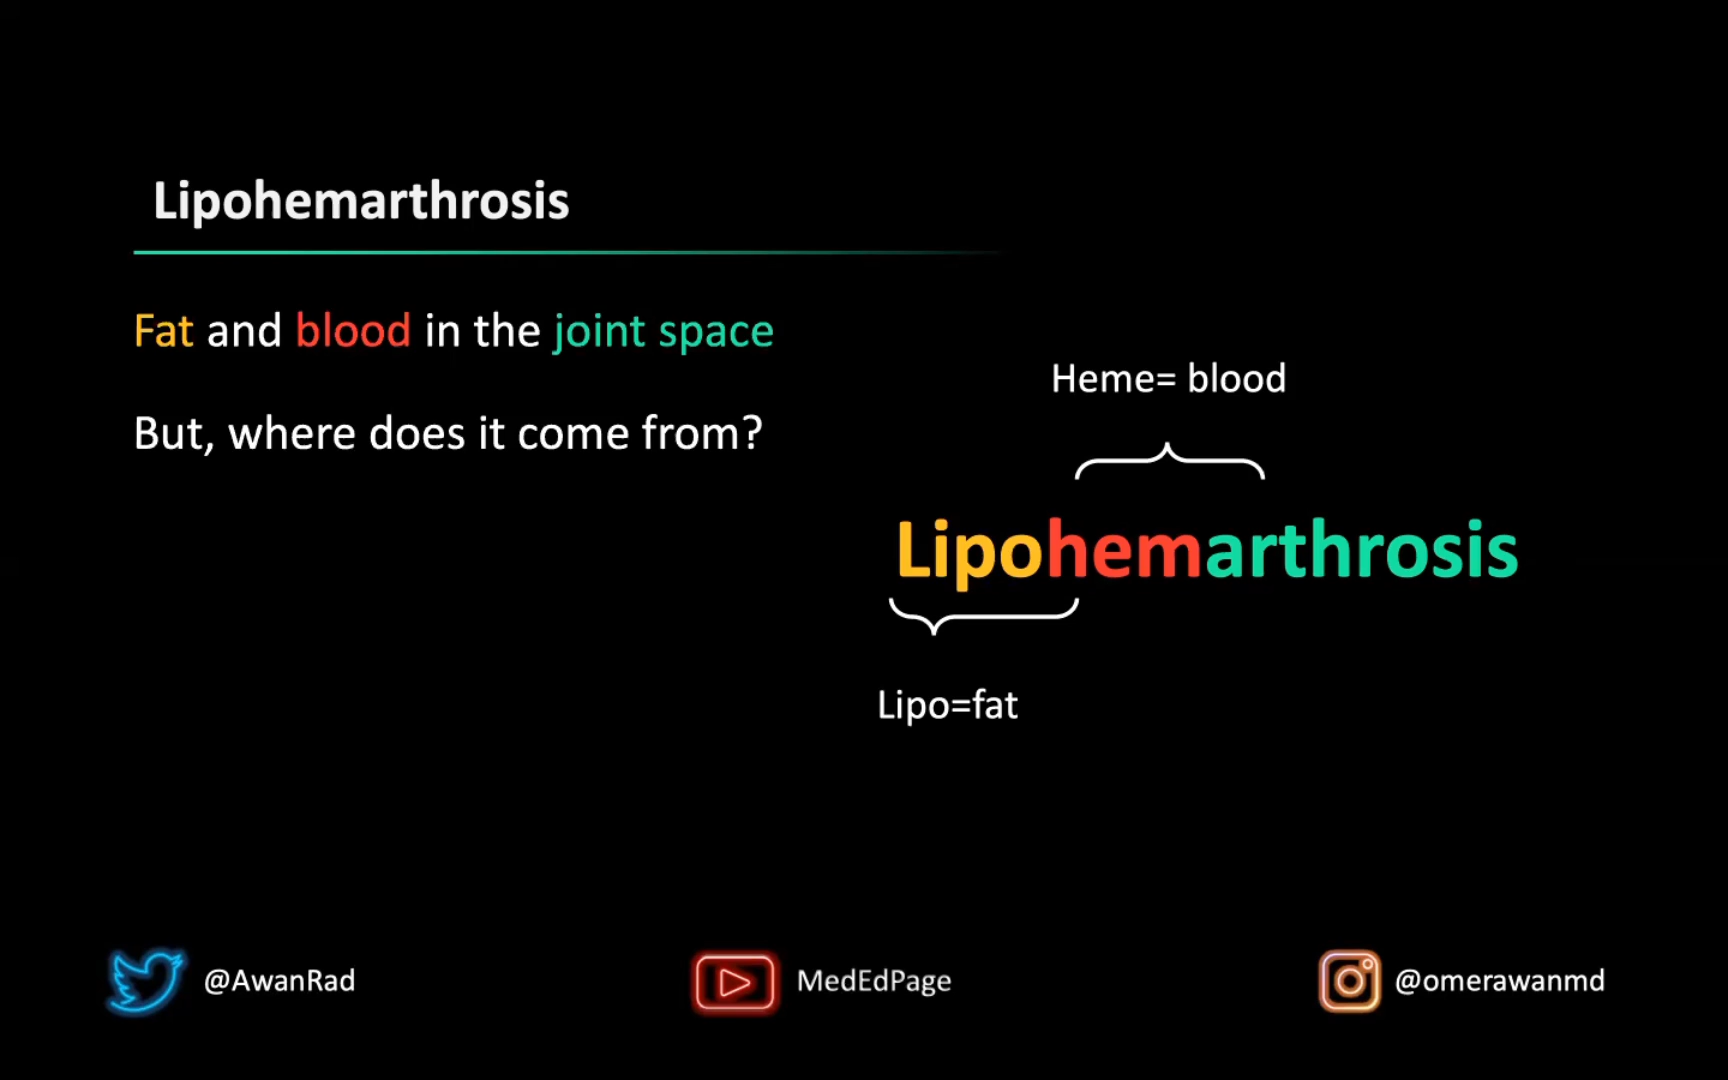 Lipohemarthrosis
Fat and blood in the joint space
But, where does it come from?
Heme= blood
Lipohemarthrosis
Lipo=fat
@AwanRad
MedEdPage
@omerawanmd